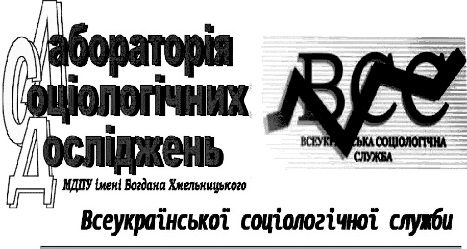 Лабораторія
Соціологічних
Досліджень
МДПУ імені Богдана Хмельницького
ВСС
ВСЕУКРАЇНСЬКА СОЦІОЛОГІЧНА
СЛУЖБА
Всеукраїнської соціологічної служби